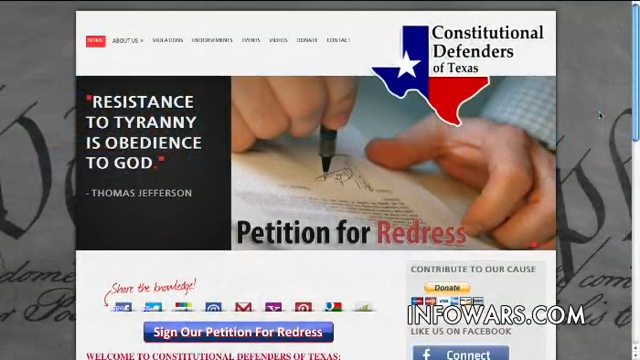 Constitutional
Defenders
of Texas
HOME
ABOUT US >
VIOLATIONS
ENDORSEMENTS
EVENTS
VIDEOS
DONATE
CONTACT
"RESISTANCE
TO TYRANNY
IS OBEDIENCE
TO GOD."
- THOMAS JEFFERSON
Petition for Redress
Share the knowledge!
Sign Our Petition For Redress
WELCOME TO CONSTITUTIONAL DEFENDERS OF TEXAS:
CONTRIBUTE TO OUR CAUSE
Donate
INFOWARS.COM
LIKE US ON FACEBOOK
f Connect